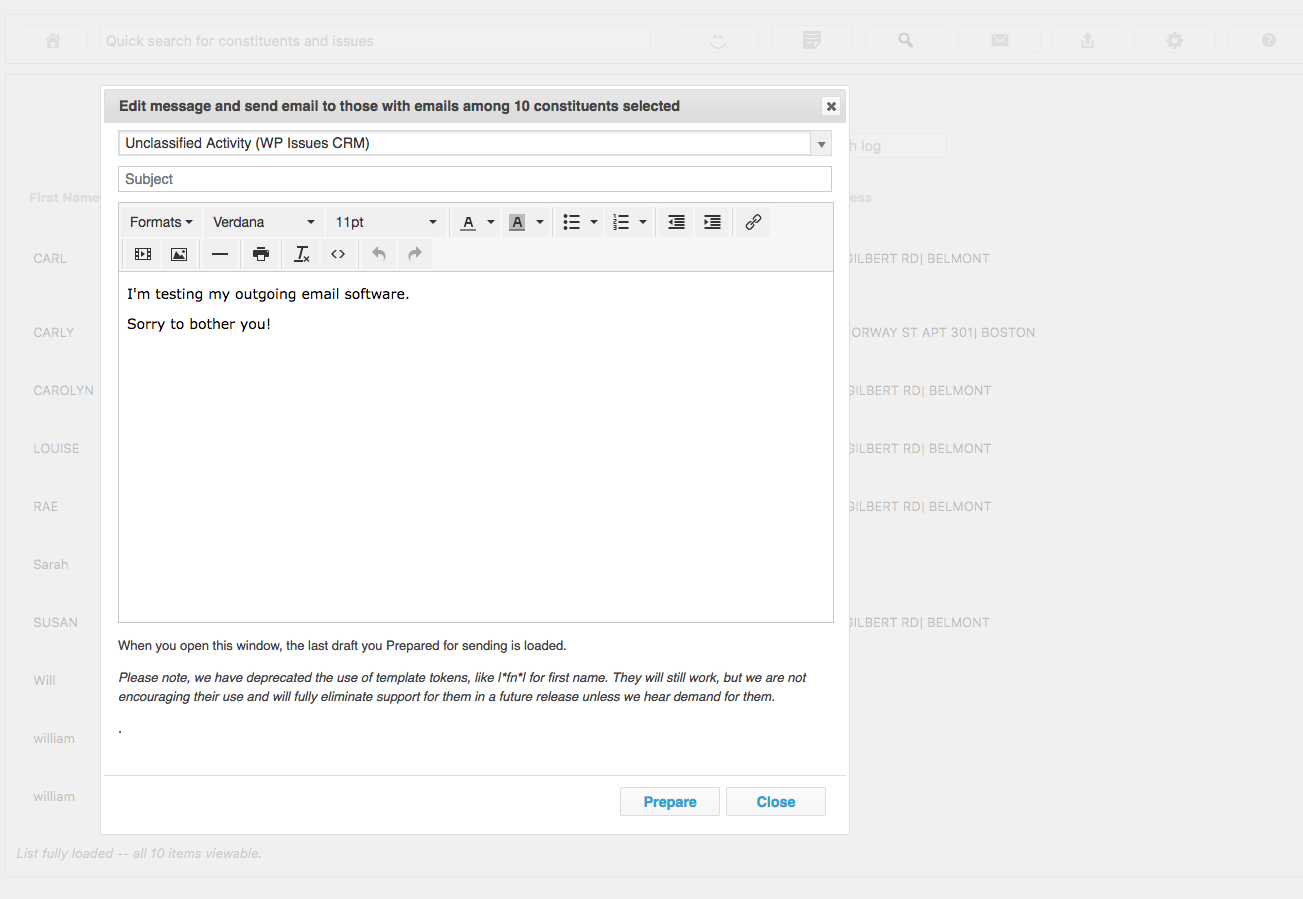 Quick search for constituents and issues
Edit message and send email to those with emails among 10 constituents selected
Unclassified Activity (WP Issues CRM)
log
Subject
First Name
Formats
Verdana
11pt
I'm testing my outgoing email software.
Sorry to bother you!
CARL
GILBERT RD| BELMONT
CARLY
ORWAY ST APT 301| BOSTON
CAROLYN
GILBERT RD| BELMONT
LOUISE
GILBERT RD| BELMONT
RAE
GILBERT RD| BELMONT
Sarah
SUSAN
GILBERT RD| BELMONT
When you open this window, the last draft you Prepared for sending is loaded.
Will
Please note, we have deprecated the use of template tokens, like |*fn*| for first name. They will still work, but we are not
encouraging their use and will fully eliminate support for them in a future release unless we hear demand for them.
.
william
william
Prepare
Close
List fully loaded -- all 10 items viewable.